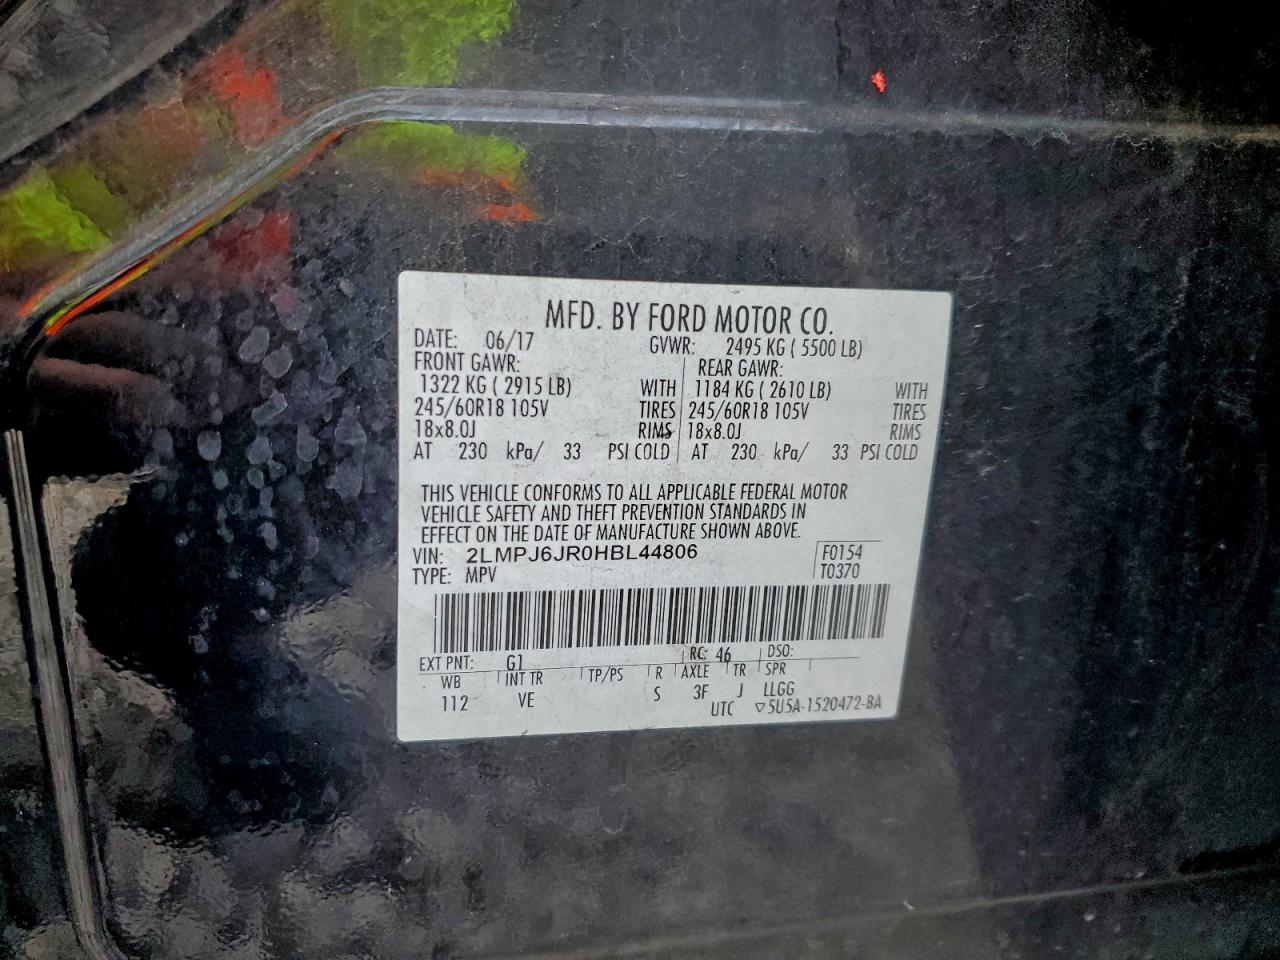 MFD. BY FORD MOTOR CO.
DATE: 06/17 GVWR: 2495 KG ( 5500 LB)
FRONT GAWR: REAR GAWR:
1322 KG ( 2915 LB) WITH 1184 KG ( 2610 LB) WITH
245/60R18 105V TIRES 245/60R18 105V TIRES
18x8.0J RIMS 18x8.0J RIMS
AT 230 kPa/ 33 PSI COLD AT 230 kPa/ 33 PSI COLD
THIS VEHICLE CONFORMS TO ALL APPLICABLE FEDERAL MOTOR
VEHICLE SAFETY AND THEFT PREVENTION STANDARDS IN
EFFECT ON THE DATE OF MANUFACTURE SHOWN ABOVE.
VIN: 2LMPJ6JR0HBL44806 F0154
TYPE: MPV T0370
EXT PNT: G1 RC: 46 DSO:
WB INT TR TP/PS R AXLE TR SPR
112 VE S 3F J LLGG
UTC ▽5U5A-1520472-BA